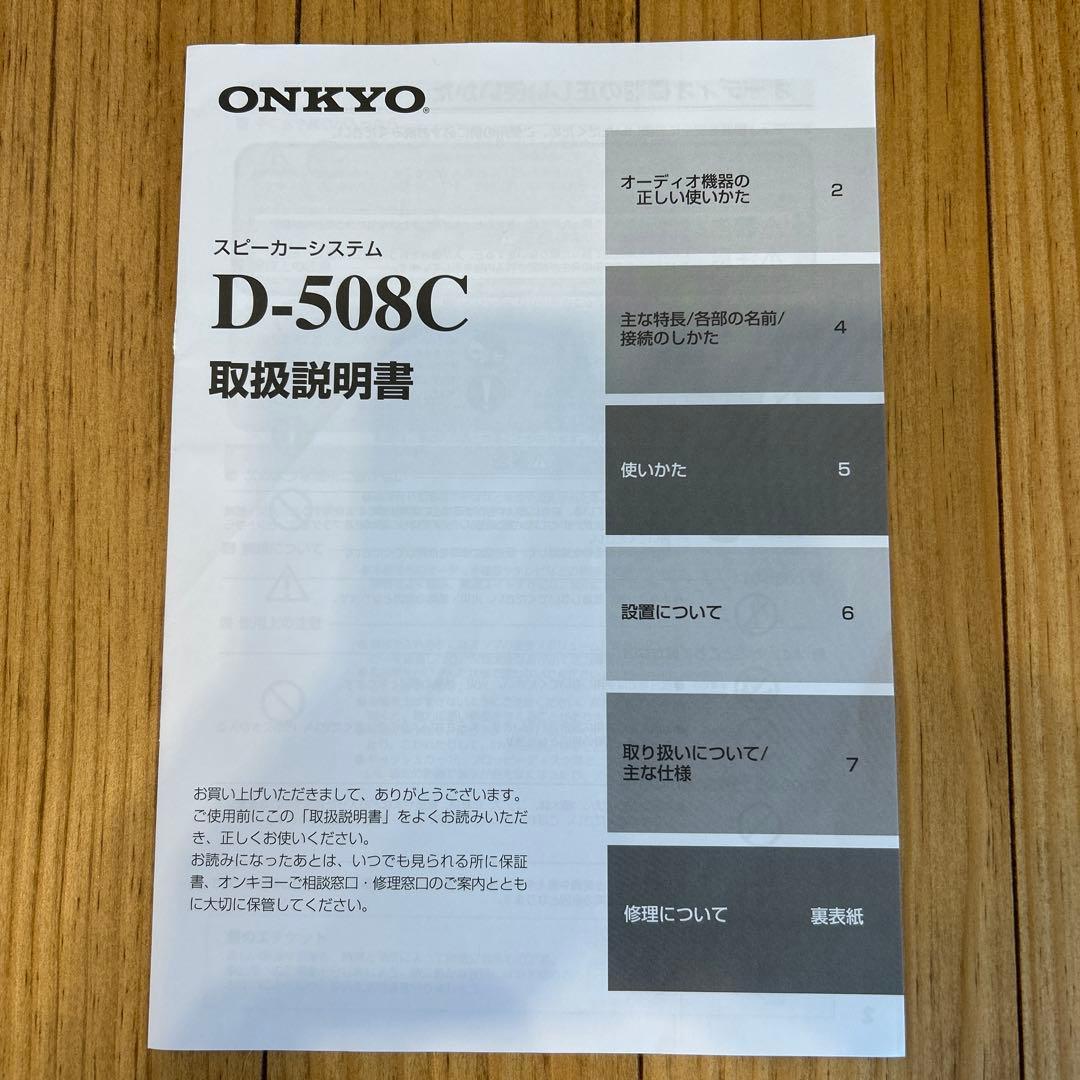 ONKYO®
スピーカーシステム
D-508C
取扱説明書
オーディオ機器の
正しい使いかた 2
主な特長/各部の名前/
接続のしかた 4
使いかた 5
設置について 6
取り扱いについて/
主な仕様 7
修理について 裏表紙
お買い上げいただきまして、ありがとうございます。
ご使用前にこの「取扱説明書」をよくお読みいただ
き、正しくお使いください。
お読みになったあとは、いつでも見られる所に保証
書、オンキヨーご相談窓口・修理窓口のご案内ととも
に大切に保管してください。